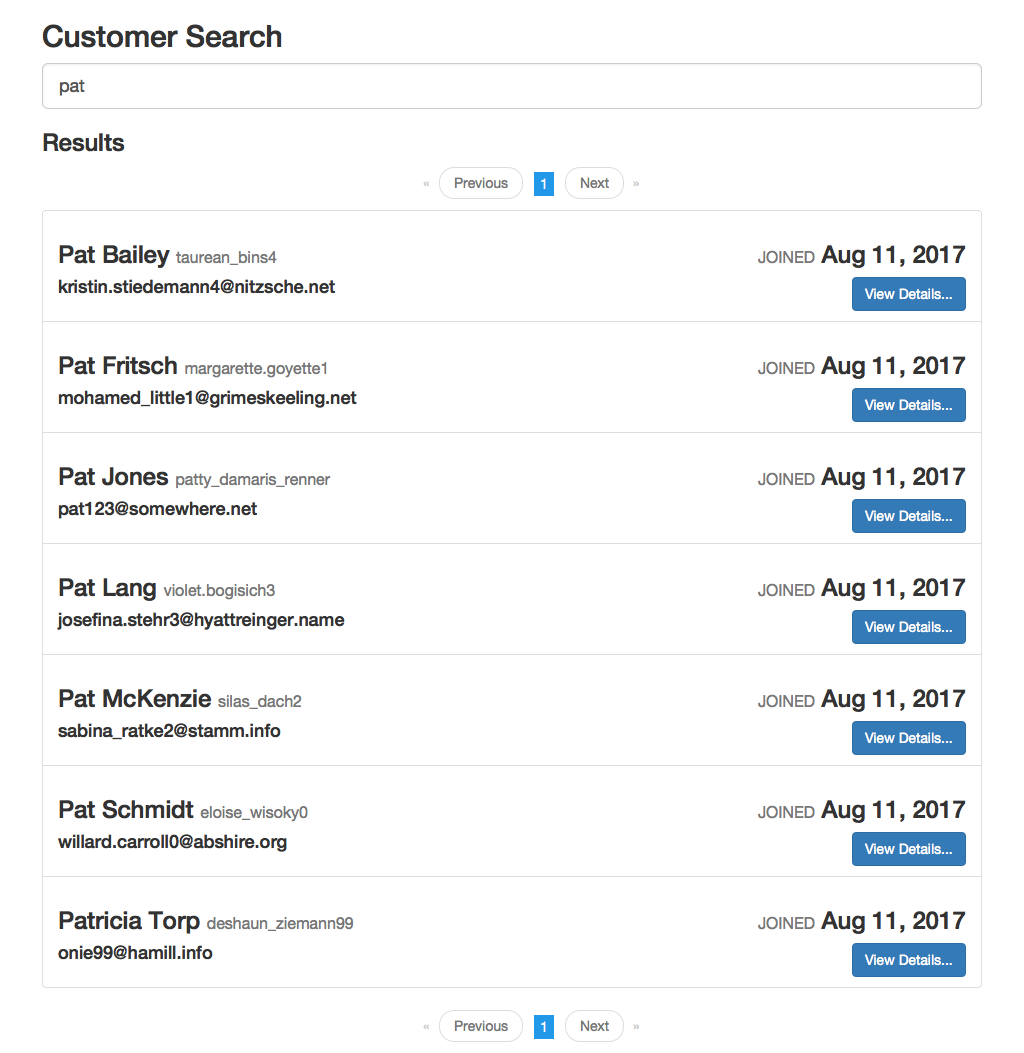 Customer Search
pat
Results
« Previous 1 Next »
Pat Bailey taurean_bins4 JOINED Aug 11, 2017
kristin.stiedemann4@nitzsche.net View Details...
Pat Fritsch margarette.goyette1 JOINED Aug 11, 2017
mohamed_little1@grimeskeeling.net View Details...
Pat Jones patty_damaris_renner JOINED Aug 11, 2017
pat123@somewhere.net View Details...
Pat Lang violet.bogisich3 JOINED Aug 11, 2017
josefina.stehr3@hyattreinger.name View Details...
Pat McKenzie silas_dach2 JOINED Aug 11, 2017
sabina_ratke2@stamm.info View Details...
Pat Schmidt eloise_wisoky0 JOINED Aug 11, 2017
willard.carroll0@abshire.org View Details...
Patricia Torp deshaun_ziemann99 JOINED Aug 11, 2017
onie99@hamill.info View Details...
« Previous 1 Next »